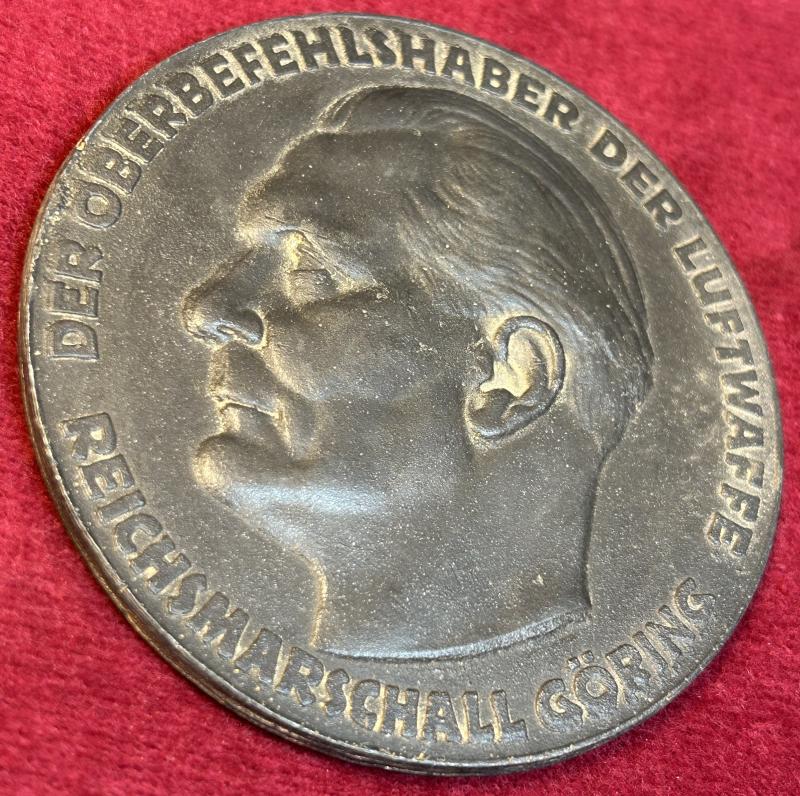 DER OBERBEFEHLSHABER DER LUFTWAFFE
REICHSMARSCHALL GÖRING